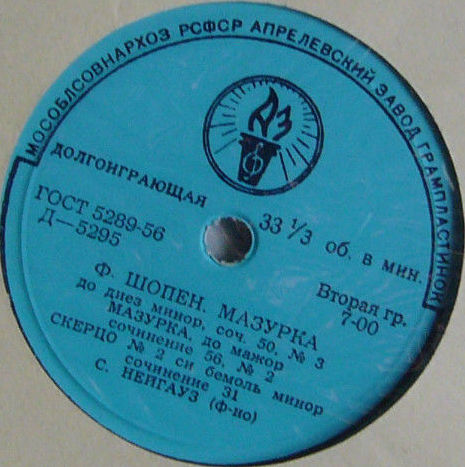 МОСОБЛСОВНАРХОЗ РСФСР АПРЕЛЕВСКИЙ ЗАВОД ГРАМПЛАСТИНОК
АЗ
ДОЛГОИГРАЮЩАЯ
33 1/3 об. в мин.
ГОСТ 5289-56
Д—5295
Вторая гр.
7-00
Ф. ШОПЕН. МАЗУРКА
до диез минор, соч. 50, № 3
МАЗУРКА, до мажор
сочинение 56, № 2
СКЕРЦО № 2 си бемоль минор
сочинение 31
С. НЕЙГАУЗ (ф-но)